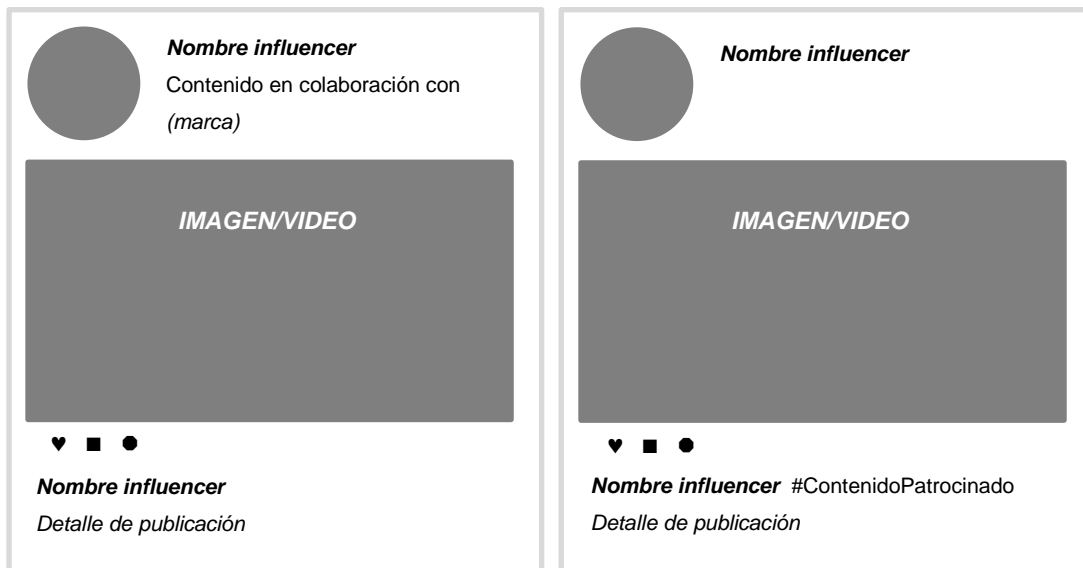 Nombre influencer
Contenido en colaboración con
(marca)
IMAGEN/VIDEO
Nombre influencer
Detalle de publicación
Nombre influencer
IMAGEN/VIDEO
Nombre influencer #ContenidoPatrocinado
Detalle de publicación